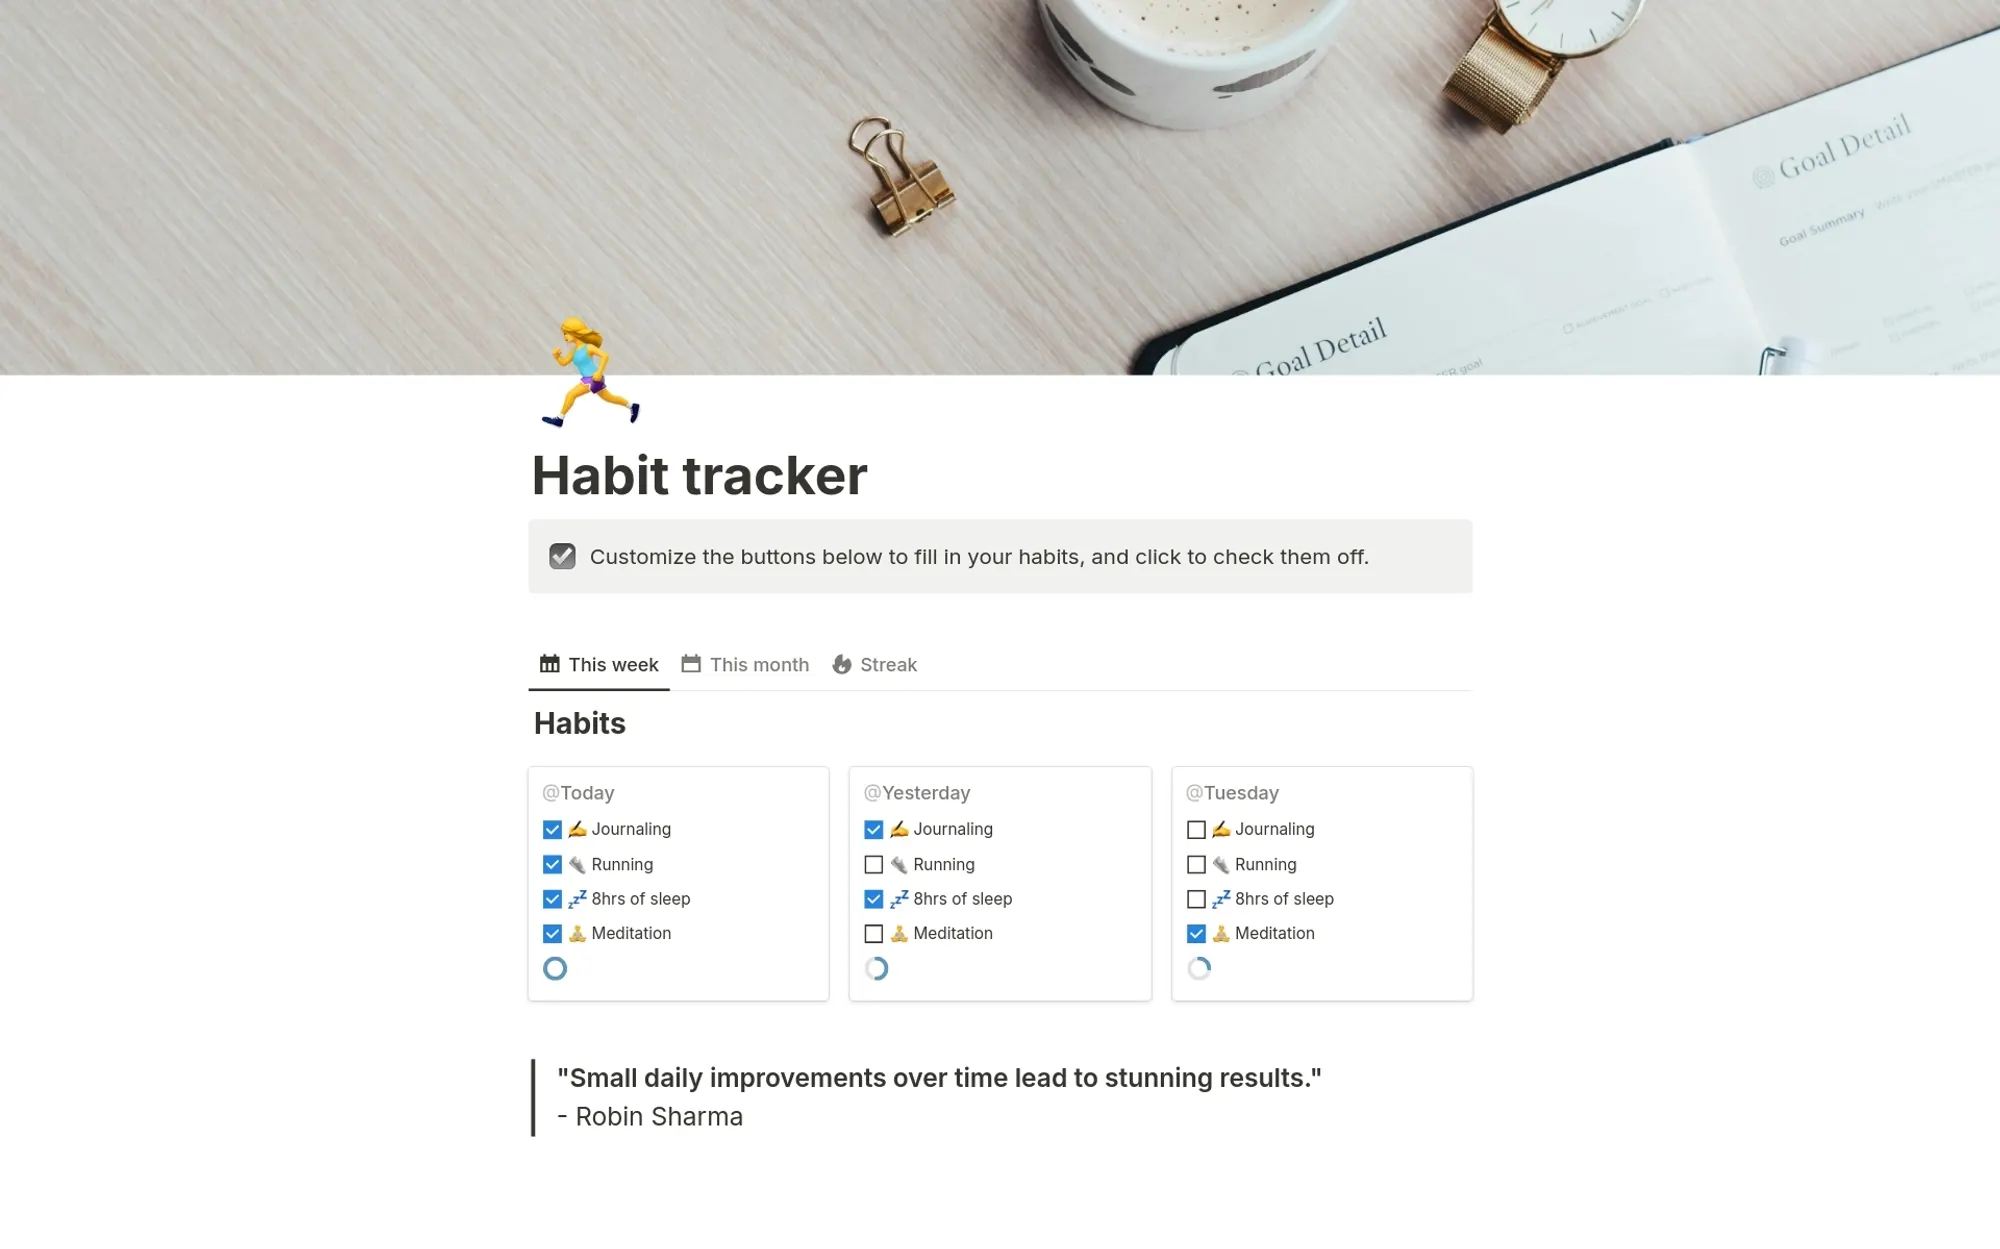 Goal Detail
Goal Summary
Goal Detail
goal
Habit tracker
Customize the buttons below to fill in your habits, and click to check them off.
This week This month Streak
Habits
@Today
Journaling
Running
8hrs of sleep
Meditation
@Yesterday
Journaling
Running
8hrs of sleep
Meditation
@Tuesday
Journaling
Running
8hrs of sleep
Meditation
"Small daily improvements over time lead to stunning results."
- Robin Sharma